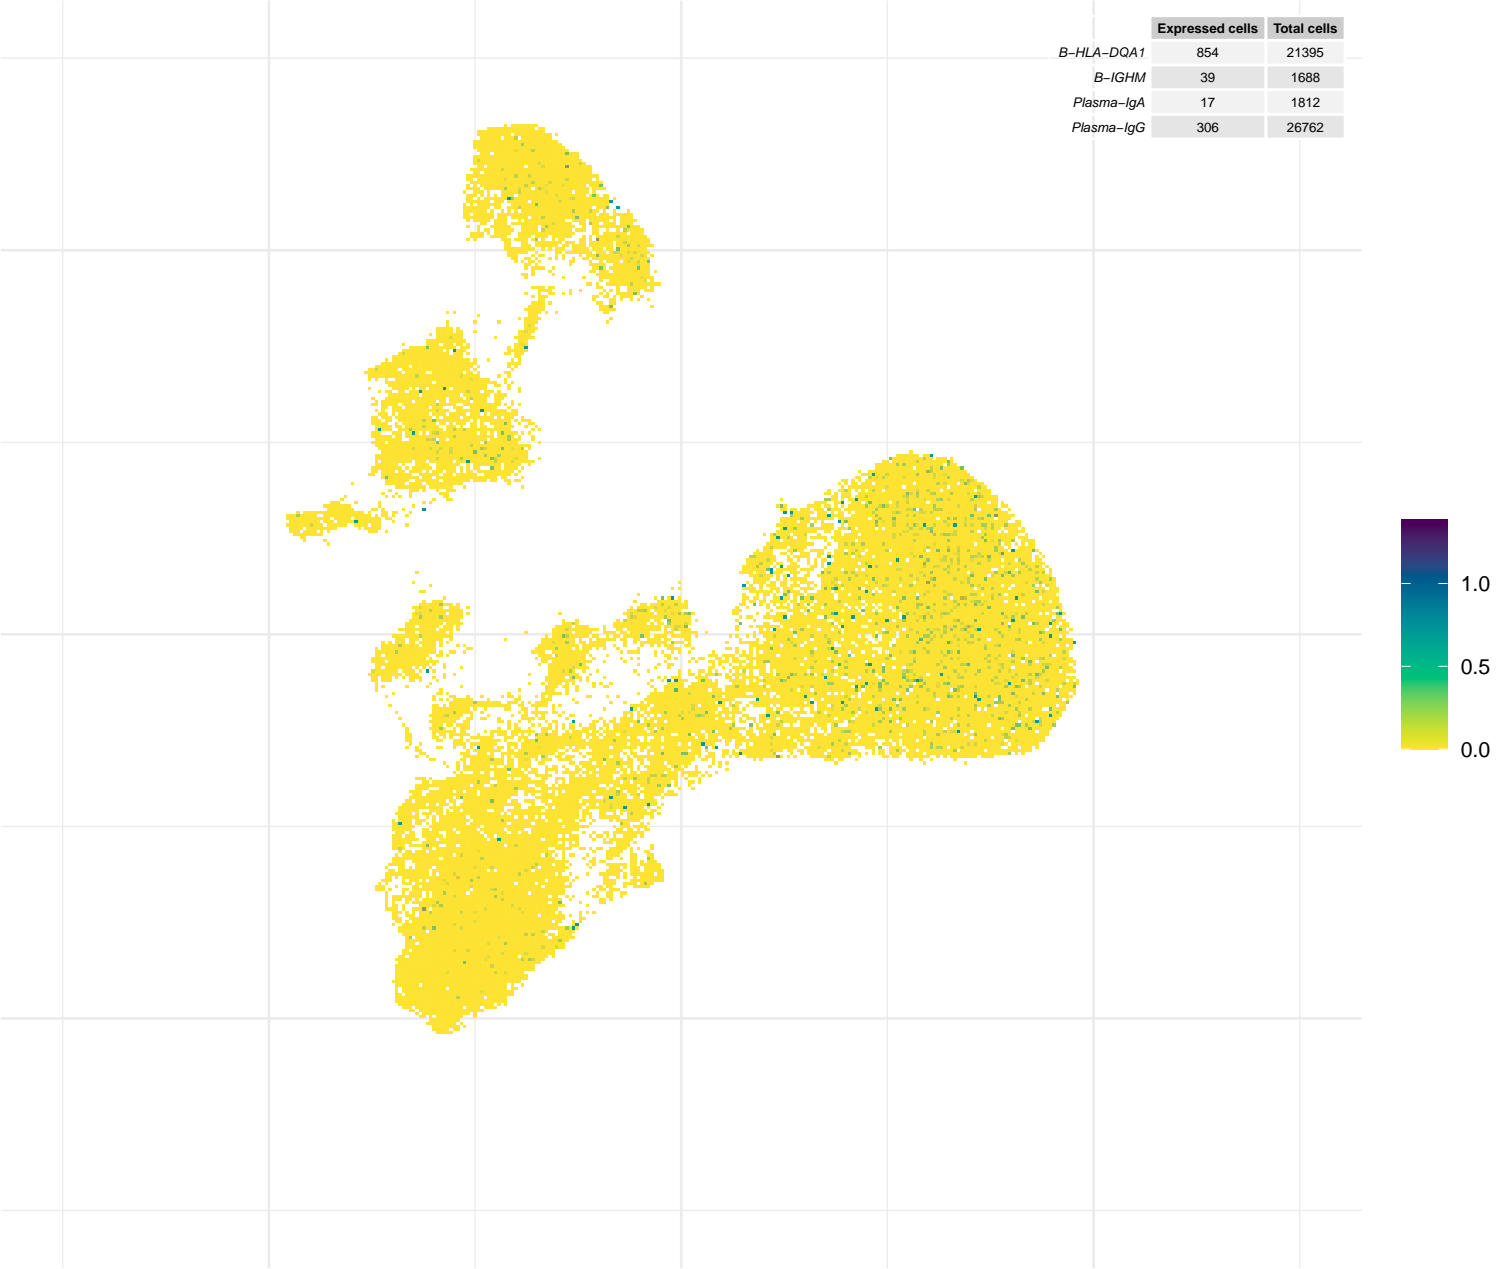 Expressed cells Total cells
B−HLA−DQA1 854 21395
B−IGHM 39 1688
Plasma−IgA 17 1812
Plasma−IgG 306 26762
1.0
0.5
0.0